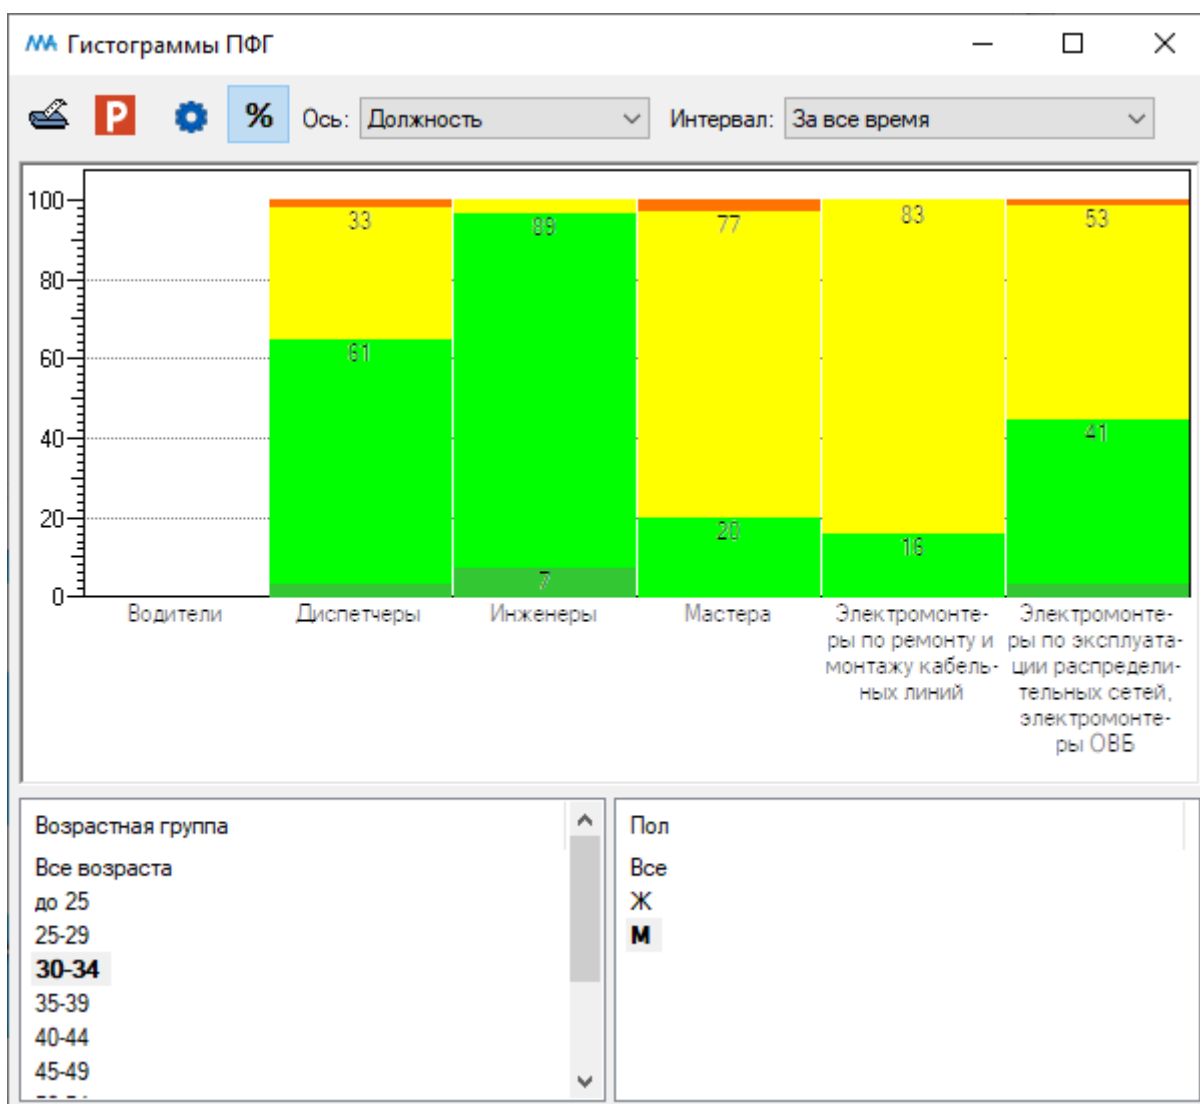 Гистограммы ПФГ
% Ось: Должность Интервал: За все время
100
80
60
40
20
0
33 89 77 83 53
61 41
7 20 16
Водители Диспетчеры Инженеры Мастера Электромонте- Электромонте-
ры по ремонту и ры по эксплуата-
монтажу кабель- ции распредели-
ных линий тельных сетей,
электромонте-
ры ОВБ
Возрастная группа
Все возраста
до 25
25-29
30-34
35-39
40-44
45-49
Пол
Все
Ж
М